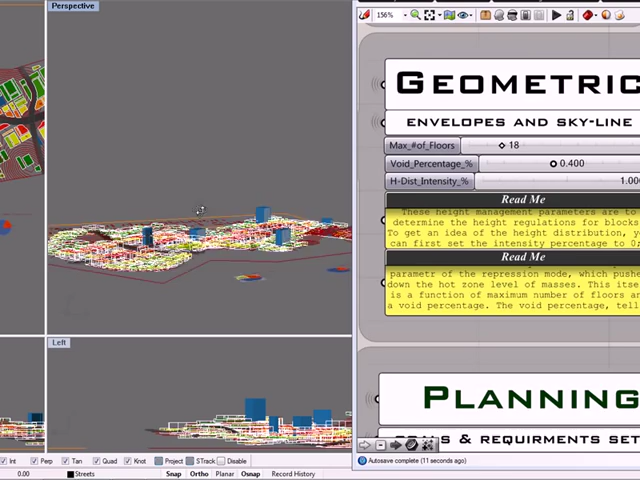 Perspective
156%
GEOMETRIC
ENVELOPES AND SKY-LINE
Max_#of_Floors
18
Void_Percentage_%
0.400
H-Dist_Intensity_%
1.00
Read Me
These height management parameters are to
determine the height regulations for blocks
To get an idea of the height distribution, y
can first set the intensity percentage to 0
Read Me
parametr of the repression mode, which pushe
down the hot zone level of masses. This itse
is a function of maximum number of floors an
a void percentage. The void percentage, tell
Left
PLANNING
& REQUIRMENTS SET
Autosave complete (11 seconds ago)
Int
Perp
Tan
Quad
Knot
Project
STrack
Disable
0.00
Streets
Snap
Ortho
Planar
Osnap
Record History